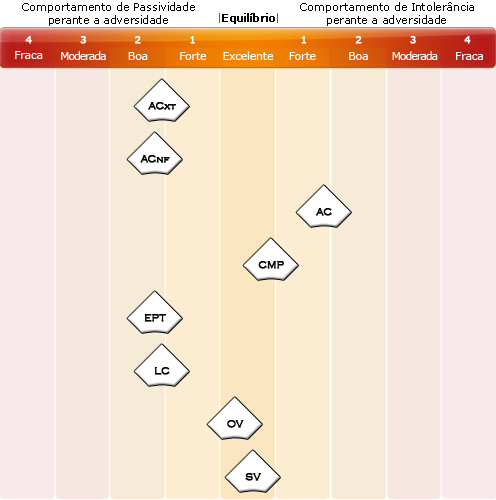 Comportamento de Passividade
perante a adversidade
|Equilíbrio|
Comportamento de Intolerância
perante a adversidade
4 3 2 1 1 2 3 4
Fraca Moderada Boa Forte Excelente Forte Boa Moderada Fraca
ACXT
ACNF
AC
CMP
EPT
LC
OV
SV